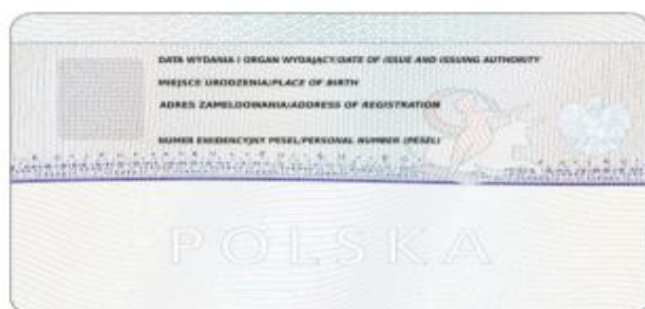 DATA WYDANIA I ORGAN WYDAJĄCY/DATE OF ISSUE AND ISSUING AUTHORITY
MIEJSCE URODZENIA/PLACE OF BIRTH
ADRES ZAMELDOWANIA/ADDRESS OF REGISTRATION
NUMER EWIDENCYJNY PESEL/PERSONAL NUMBER (PESEL)
POLSKA